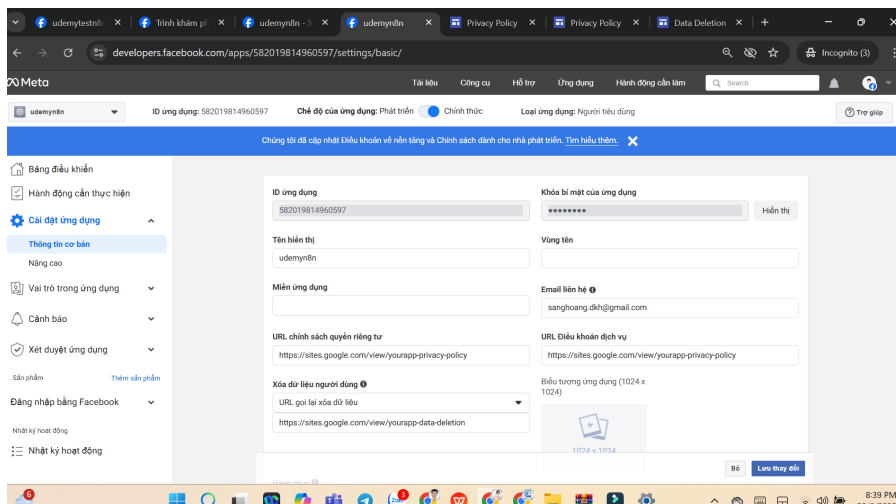 udemytestn8
Trình khám ph
udemyn8n - X
udemyn8n
Privacy Policy
Privacy Policy
Data Deletion
developers.facebook.com/apps/582019814960597/settings/basic/
Incognito (3)
Meta
Tài liệu
Công cụ
Hỗ trợ
Ứng dụng
Hành động cần làm
Search
udemyn8n
ID ứng dụng: 582019814960597
Chế độ của ứng dụng: Phát triển
Chính thức
Loại ứng dụng: Người tiêu dùng
Trợ giúp
Chúng tôi đã cập nhật Điều khoản về nền tảng và Chính sách dành cho nhà phát triển. Tìm hiểu thêm.
Bảng điều khiển
Hành động cần thực hiện
Cài đặt ứng dụng
Thông tin cơ bản
Nâng cao
Vai trò trong ứng dụng
Cảnh báo
Xét duyệt ứng dụng
Sản phẩm
Thêm sản phẩm
Đăng nhập bằng Facebook
Nhật ký hoạt động
Nhật ký hoạt động
ID ứng dụng
582019814960597
Khóa bí mật của ứng dụng
●●●●●●●●
Hiển thị
Tên hiển thị
udemyn8n
Vùng tên
Miền ứng dụng
Email liên hệ
sanghoang.dkh@gmail.com
URL chính sách quyền riêng tư
https://sites.google.com/view/yourapp-privacy-policy
URL Điều khoản dịch vụ
https://sites.google.com/view/yourapp-privacy-policy
Xóa dữ liệu người dùng
URL gọi lại xóa dữ liệu
https://sites.google.com/view/yourapp-data-deletion
Biểu tượng ứng dụng (1024 x
1024)
1024 x 1024
Hạng mục
Bỏ
Lưu thay đổi
6
Zalo
3
8:39 PM